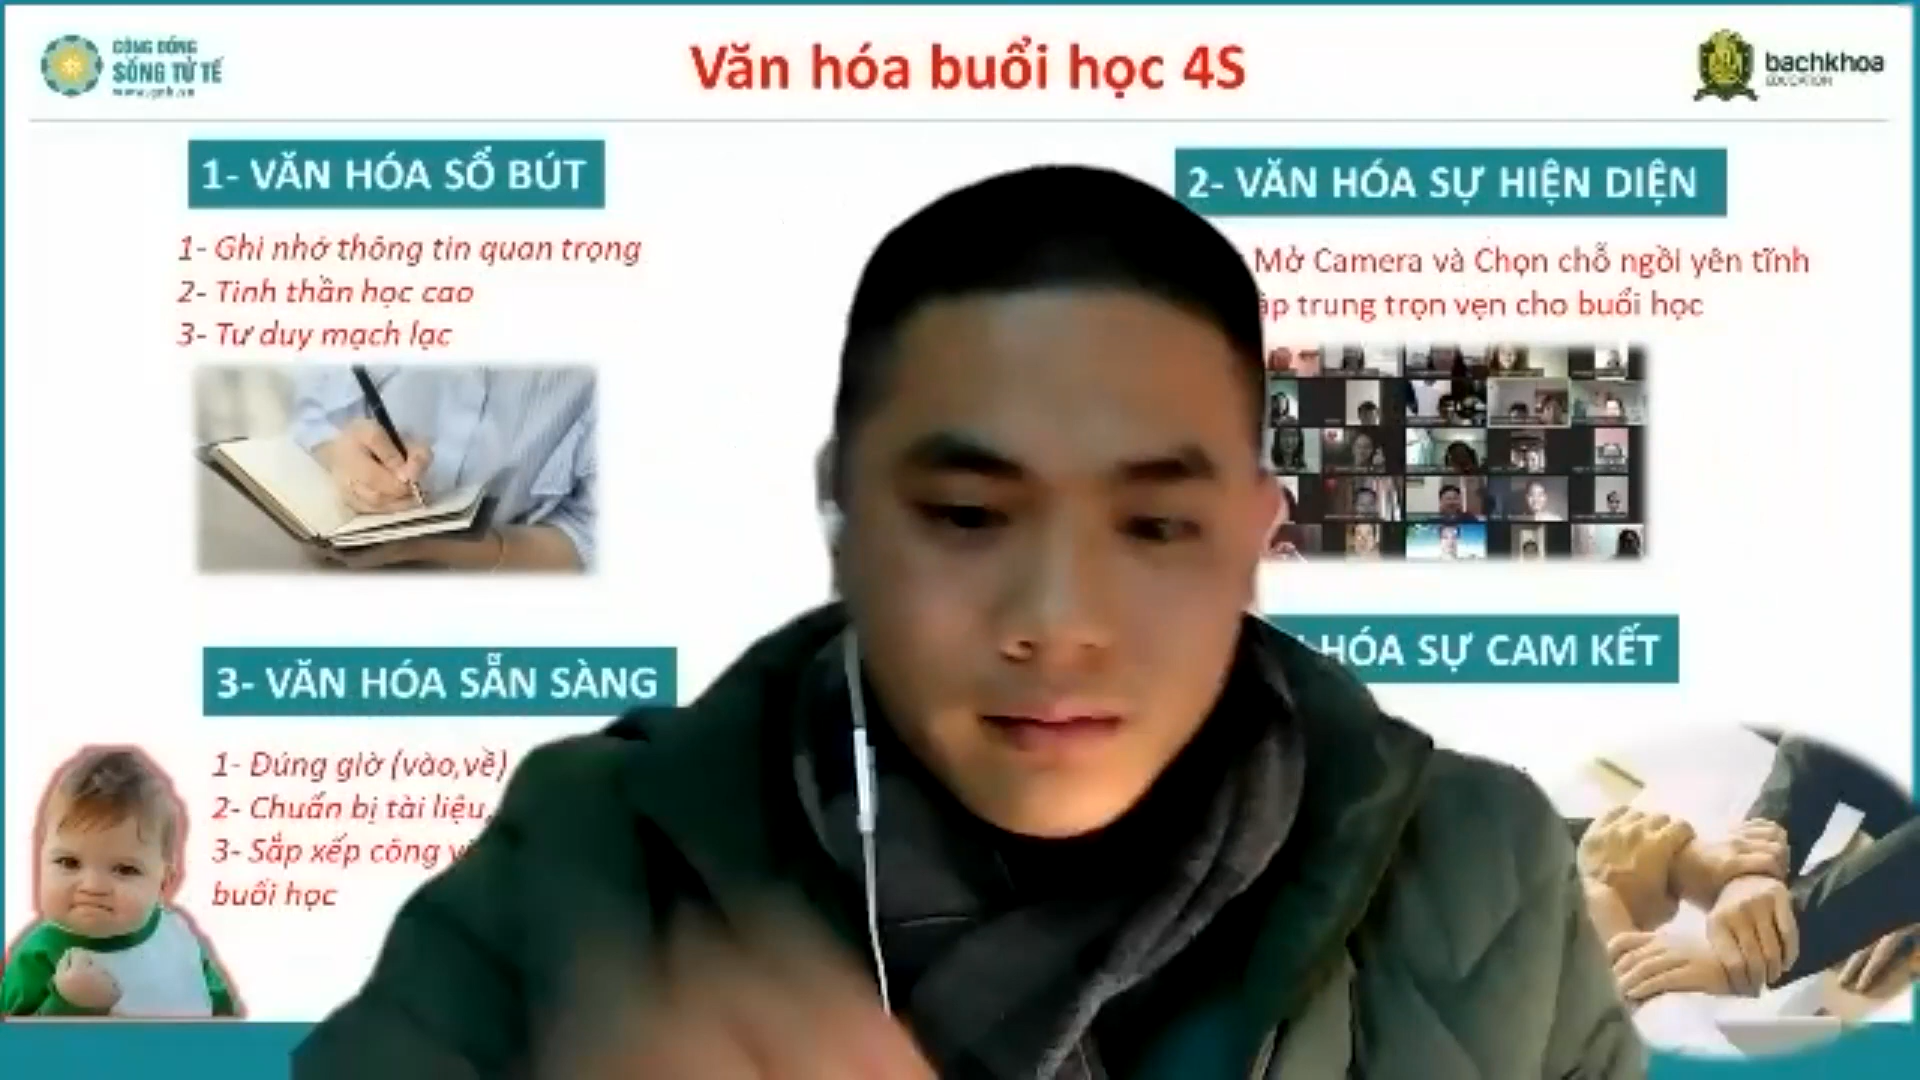 CỘNG ĐỒNG
SỐNG TỬ TẾ
Văn hóa buổi học 4S
bachkhoa
EDUCATION
1- VĂN HÓA SỔ BÚT
1- Ghi nhớ thông tin quan trọng
2- Tinh thần học cao
3- Tư duy mạch lạc
2- VĂN HÓA SỰ HIỆN DIỆN
Mở Camera và Chọn chỗ ngồi yên tĩnh
trung trọn vẹn cho buổi học
3- VĂN HÓA SẴN SÀNG
1- Đúng giờ (vào,về)
2- Chuẩn bị tài liệu,
3- Sắp xếp công
buổi học
HÓA SỰ CAM KẾT